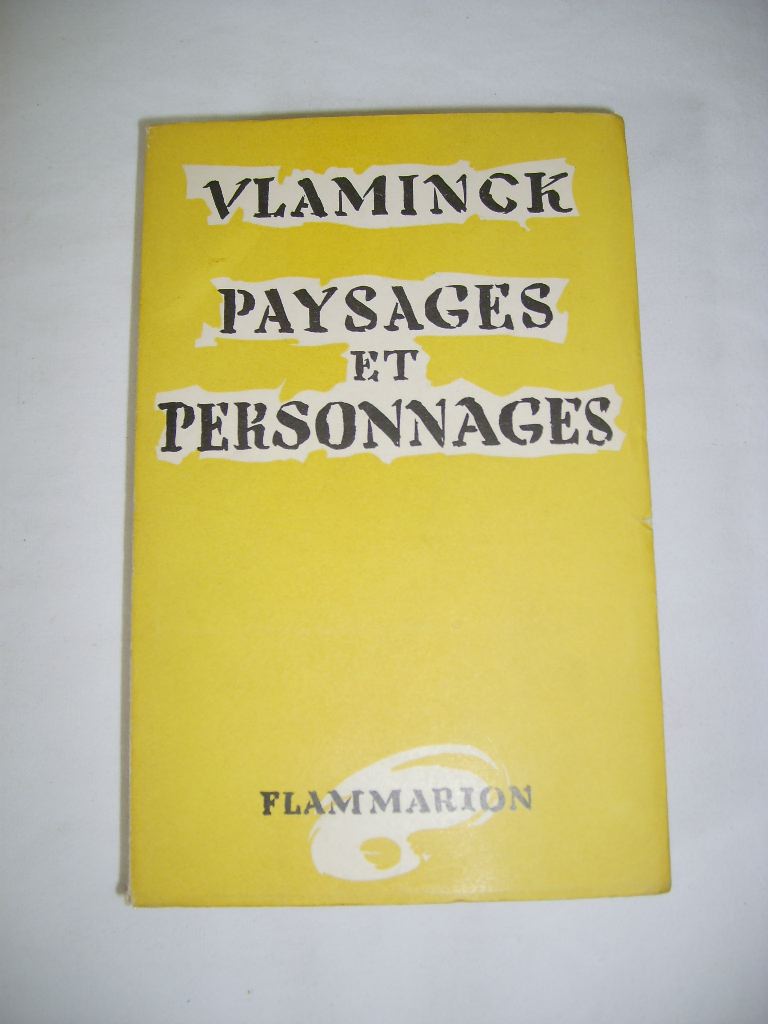 VLAMINCK
PAYSAGES
ET
PERSONNAGES
FLAMMARION